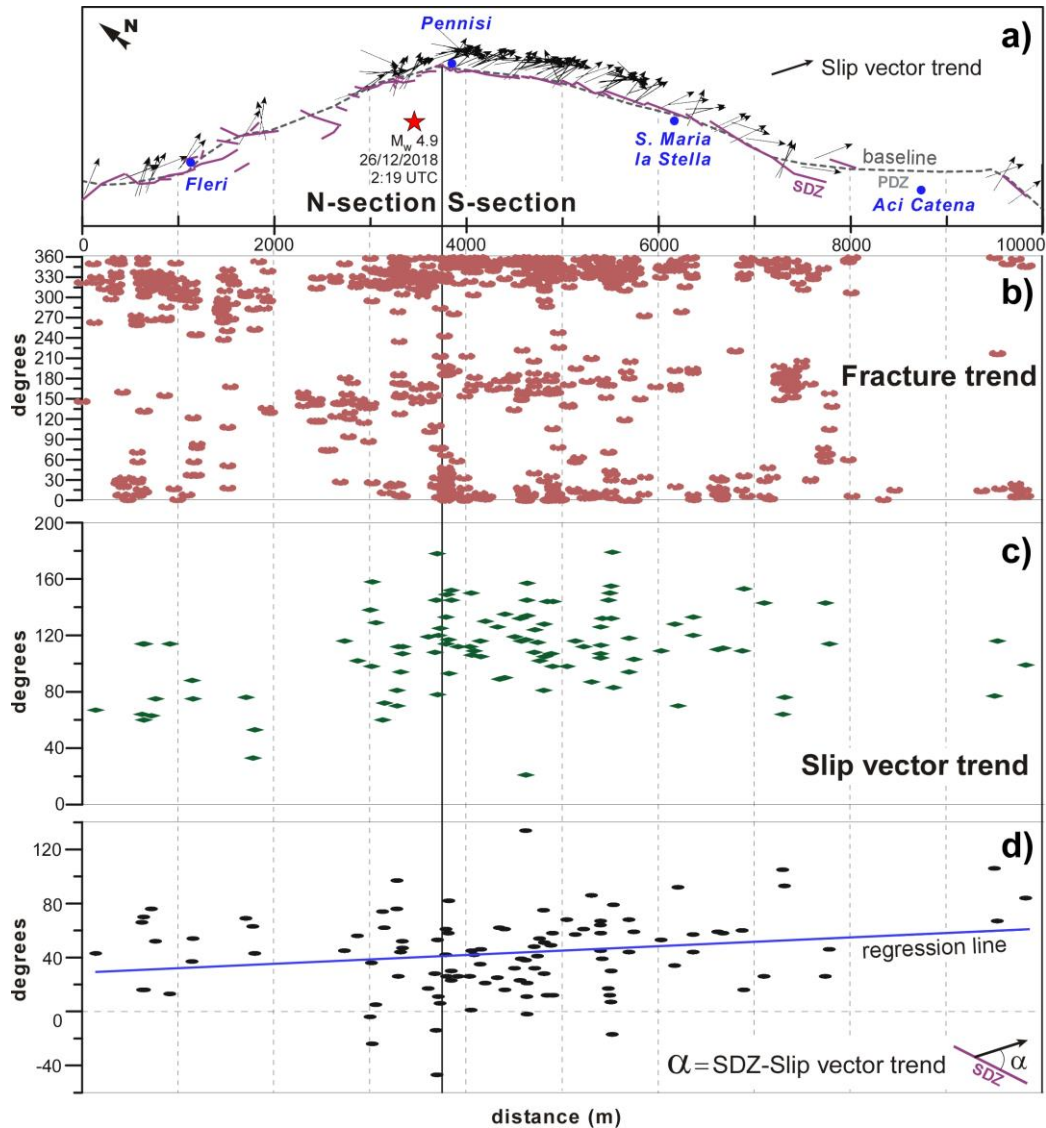 N
Pennisi
a)
Slip vector trend
Mw 4.9
26/12/2018
2:19 UTC
Fleri
S. Maria
la Stella
baseline
PDZ
SDZ
Aci Catena
N-section
S-section
0 2000 4000 6000 8000 10000
b)
360
330
300
270
240
210
180
150
120
90
60
30
0
degrees
Fracture trend
c)
200
160
120
80
40
0
degrees
Slip vector trend
d)
120
80
40
0
-40
degrees
regression line
α = SDZ-Slip vector trend
SDZ
α
distance (m)